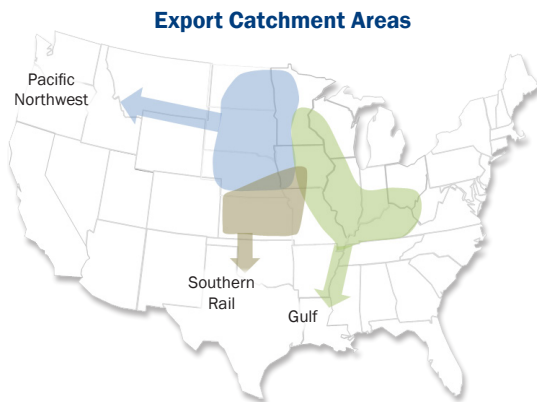 Export Catchment Areas
Pacific
Northwest
Southern
Rail
Gulf